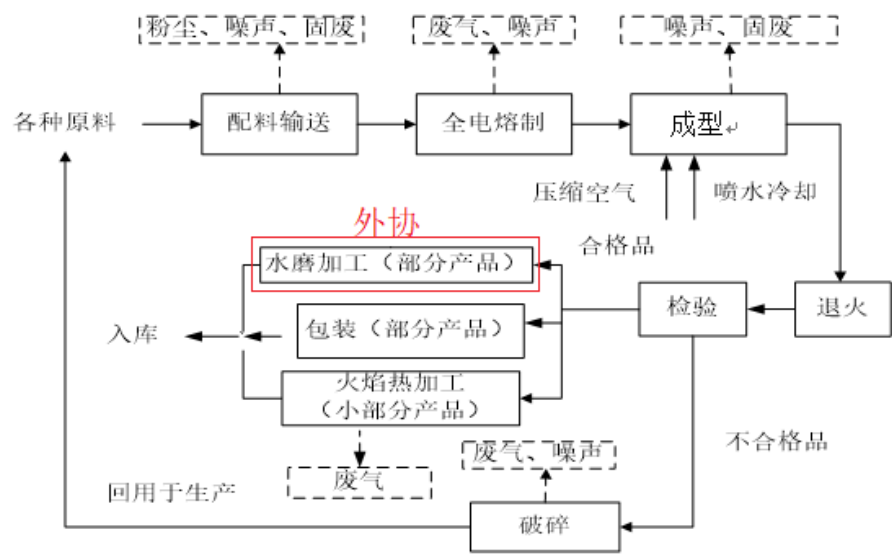 粉尘、噪声、固废
废气、噪声
噪声、固废
各种原料
配料输送
全电熔制
成型
压缩空气
喷水冷却
外协
合格品
水磨加工（部分产品）
检验
退火
入库
包装（部分产品）
火焰热加工
（小部分产品）
不合格品
废气、噪声
废气
回用于生产
破碎